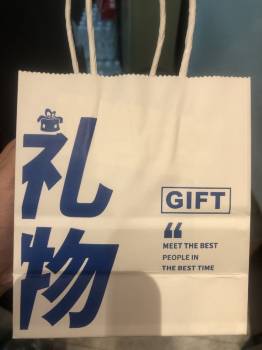 礼物
GIFT
“
MEET THE BEST
PEOPLE IN
THE BEST TIME